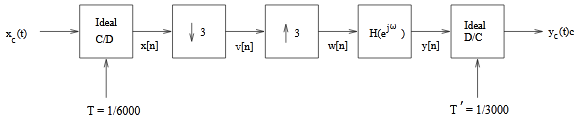 x_c(t)
Ideal
C/D
x[n]
↓ 3
v[n]
↑ 3
w[n]
H(e^{jω})
y[n]
Ideal
D/C
y_c(t)c
T = 1/6000
T′ = 1/3000